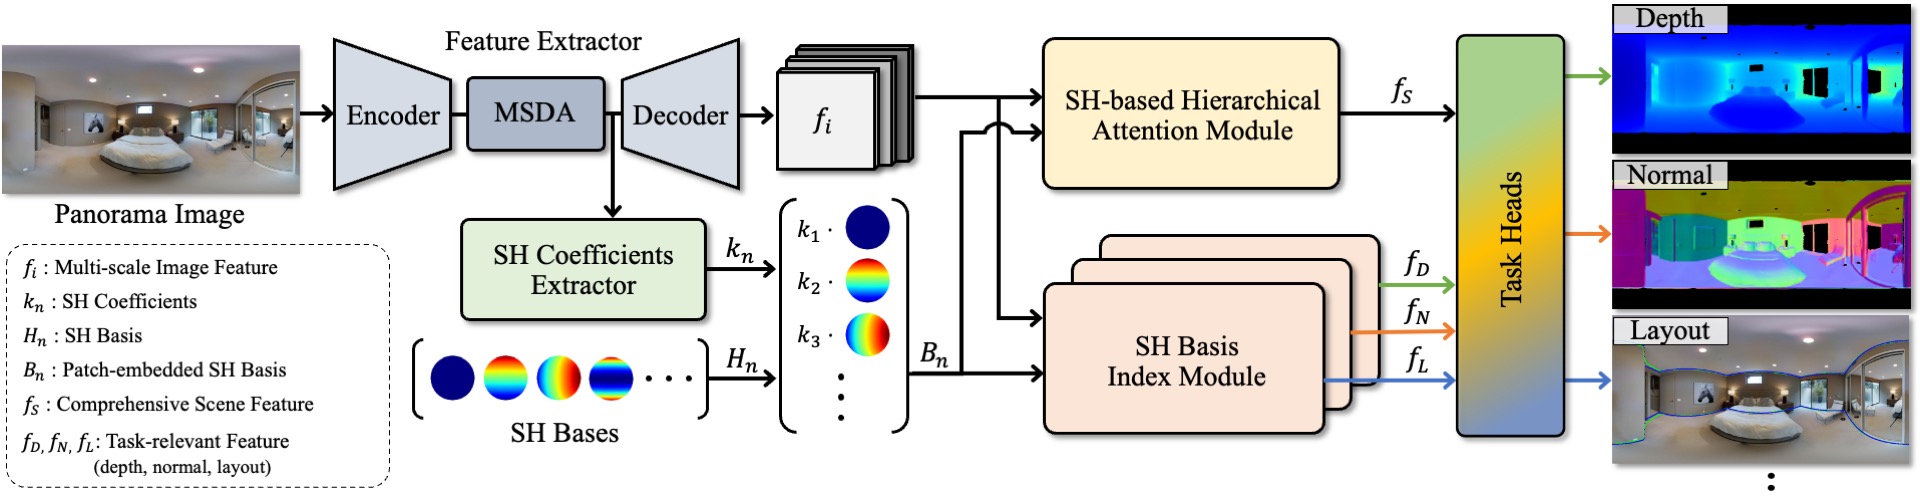 Feature Extractor
Encoder
MSDA
Decoder
Panorama Image
f_i
SH-based Hierarchical
Attention Module
f_S
Task Heads
Depth
Normal
Layout
SH Coefficients
Extractor
k_n
k_1 ·
k_2 ·
k_3 ·
⋮
SH Bases
· · ·
H_n
B_n
SH Basis
Index Module
f_D
f_N
f_L
f_i : Multi-scale Image Feature
k_n : SH Coefficients
H_n : SH Basis
B_n : Patch-embedded SH Basis
f_S : Comprehensive Scene Feature
f_D, f_N, f_L: Task-relevant Feature
(depth, normal, layout)
⋮